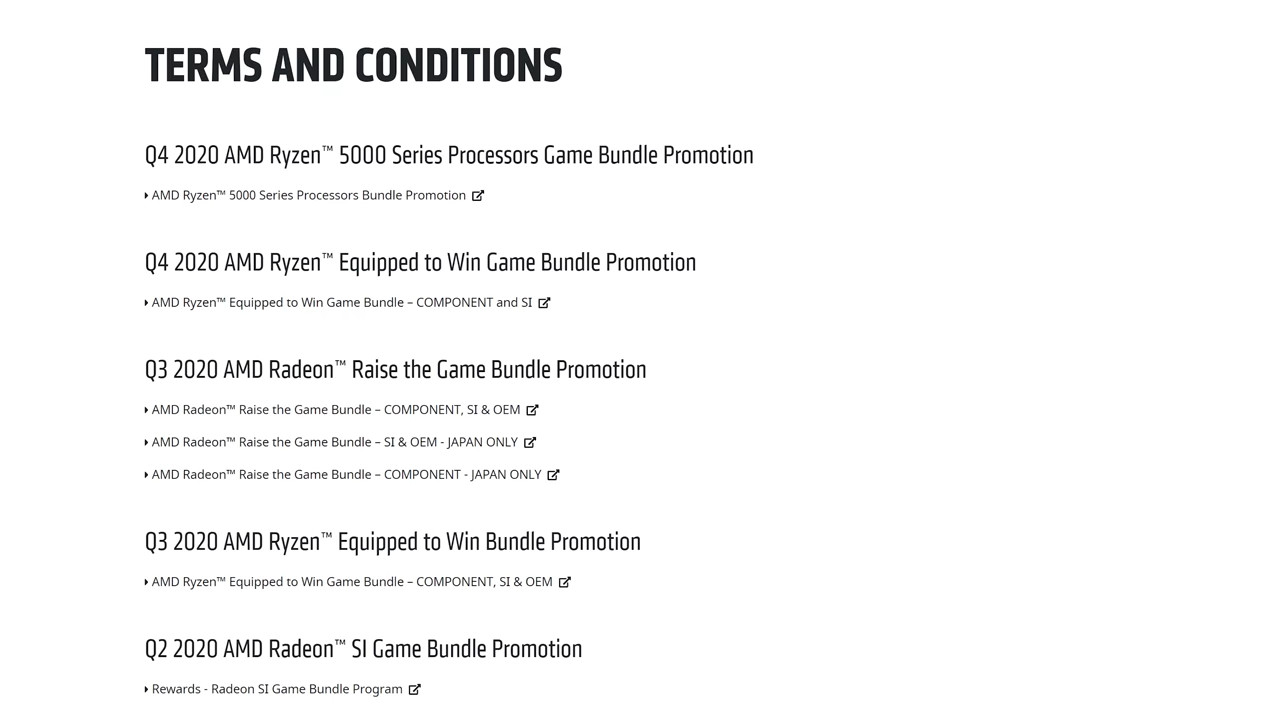 TERMS AND CONDITIONS
Q4 2020 AMD Ryzen™ 5000 Series Processors Game Bundle Promotion
AMD Ryzen™ 5000 Series Processors Bundle Promotion
Q4 2020 AMD Ryzen™ Equipped to Win Game Bundle Promotion
AMD Ryzen™ Equipped to Win Game Bundle – COMPONENT and SI
Q3 2020 AMD Radeon™ Raise the Game Bundle Promotion
AMD Radeon™ Raise the Game Bundle – COMPONENT, SI & OEM
AMD Radeon™ Raise the Game Bundle – SI & OEM - JAPAN ONLY
AMD Radeon™ Raise the Game Bundle – COMPONENT - JAPAN ONLY
Q3 2020 AMD Ryzen™ Equipped to Win Bundle Promotion
AMD Ryzen™ Equipped to Win Game Bundle – COMPONENT, SI & OEM
Q2 2020 AMD Radeon™ SI Game Bundle Promotion
Rewards - Radeon SI Game Bundle Program